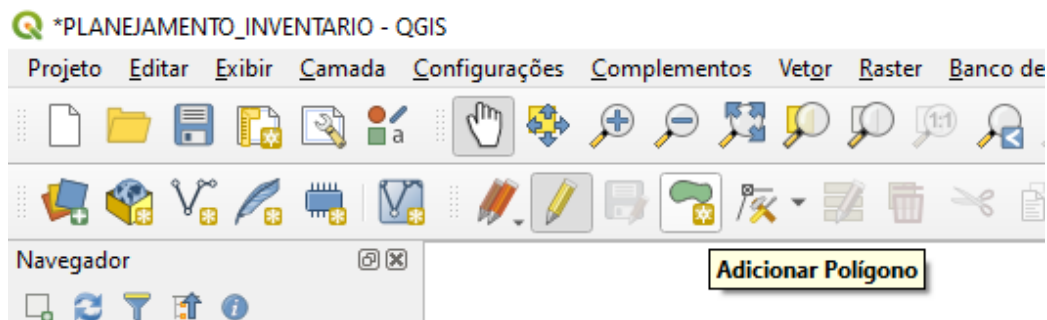 *PLANEJAMENTO_INVENTARIO - QGIS
Projeto Editar Exibir Camada Configurações Complementos Vetor Raster Banco de
a 1:1
Navegador
Adicionar Polígono